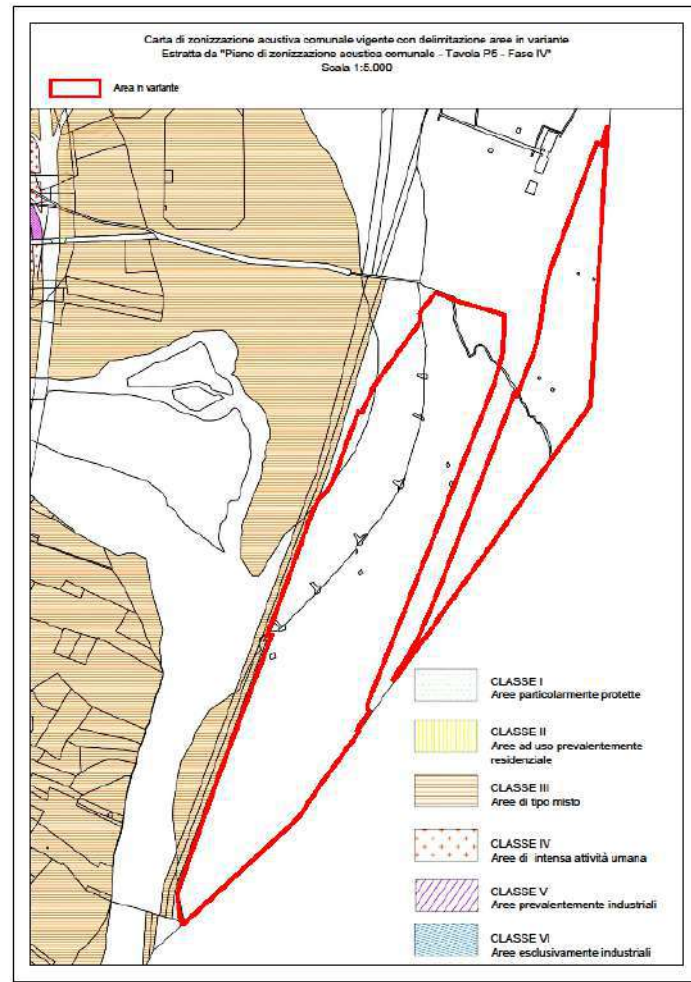 Carta di zonizzazione acustiva comunale vigente con delimitazione aree in variante
Estratta da "Piano di zonizzazione acustica comunale - Tavola P5 - Fase IV"
Scala 1:5.000
Area in variante
CLASSE I
Aree particolarmente protette
CLASSE II
Aree ad uso prevalentemente
residenziale
CLASSE III
Aree di tipo misto
CLASSE IV
Aree di intensa attività umana
CLASSE V
Aree prevalentemente industriali
CLASSE VI
Aree esclusivamente industriali